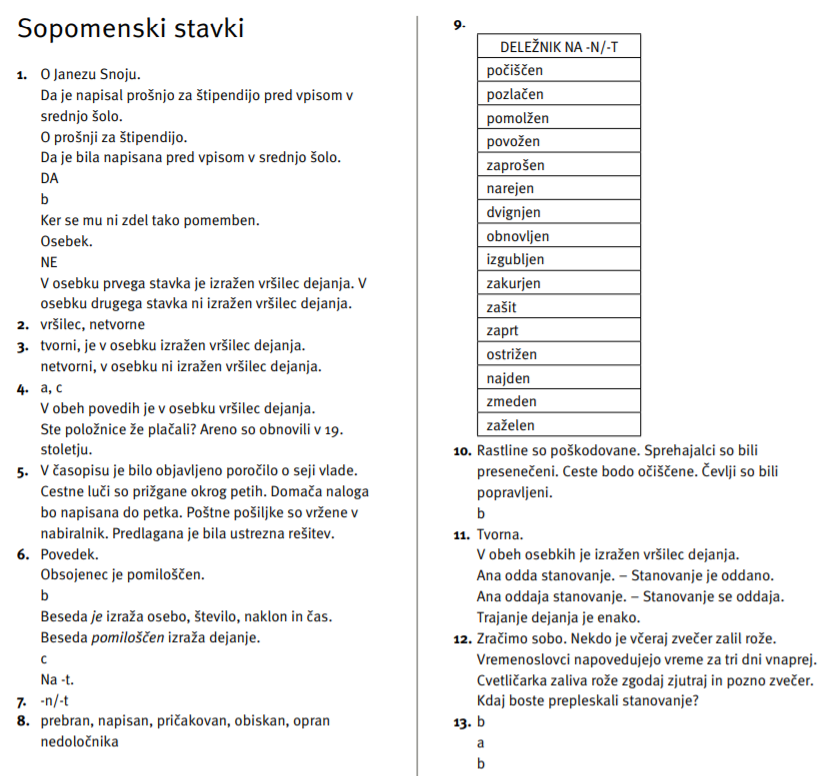 Sopomenski stavki
1. O Janezu Snoju.
Da je napisal prošnjo za štipendijo pred vpisom v
srednjo šolo.
O prošnji za štipendijo.
Da je bila napisana pred vpisom v srednjo šolo.
DA
b
Ker se mu ni zdel tako pomemben.
Osebek.
NE
V osebku prvega stavka je izražen vršilec dejanja. V
osebku drugega stavka ni izražen vršilec dejanja.
2. vršilec, netvorne
3. tvorni, je v osebku izražen vršilec dejanja.
netvorni, v osebku ni izražen vršilec dejanja.
4. a, c
V obeh povedih je v osebku vršilec dejanja.
Ste položnice že plačali? Areno so obnovili v 19.
stoletju.
5. V časopisu je bilo objavljeno poročilo o seji vlade.
Cestne luči so prižgane okrog petih. Domača naloga
bo napisana do petka. Poštne pošiljke so vržene v
nabiralnik. Predlagana je bila ustrezna rešitev.
6. Povedek.
Obsojenec je pomiloščen.
b
Beseda je izraža osebo, število, naklon in čas.
Beseda pomiloščen izraža dejanje.
c
Na -t.
7. -n/-t
8. prebran, napisan, pričakovan, obiskan, opran
nedoločnika
9.
DELEŽNIK NA -N/-T
počiščen
pozlačen
pomolžen
povožen
zaprošen
narejen
dvignjen
obnovljen
izgubljen
zakurjen
zašit
zaprt
ostrižen
najden
zmeden
zaželen
10. Rastline so poškodovane. Sprehajalci so bili
presenečeni. Ceste bodo očiščene. Čevlji so bili
popravljeni.
b
11. Tvorna.
V obeh osebkih je izražen vršilec dejanja.
Ana odda stanovanje. – Stanovanje je oddano.
Ana oddaja stanovanje. – Stanovanje se oddaja.
Trajanje dejanja je enako.
12. Zračimo sobo. Nekdo je včeraj zvečer zalil rože.
Vremenoslovci napovedujejo vreme za tri dni vnaprej.
Cvetličarka zaliva rože zgodaj zjutraj in pozno zvečer.
Kdaj boste prepleskali stanovanje?
13. b
a
b